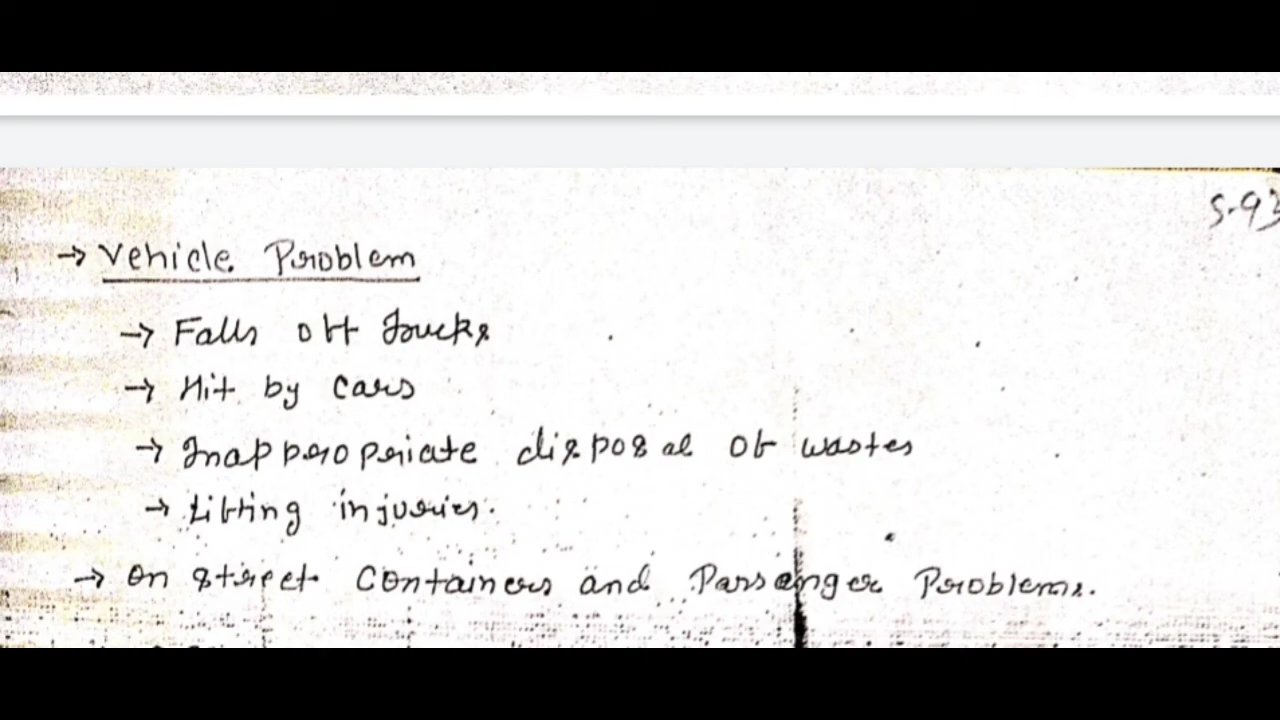 S-93
→ Vehicle Problem
→ Falls off trucks
→ Hit by cars
→ Inappropriate disposal of wastes
→ Lifting injuries.
→ On street Containers and Passenger Problems.